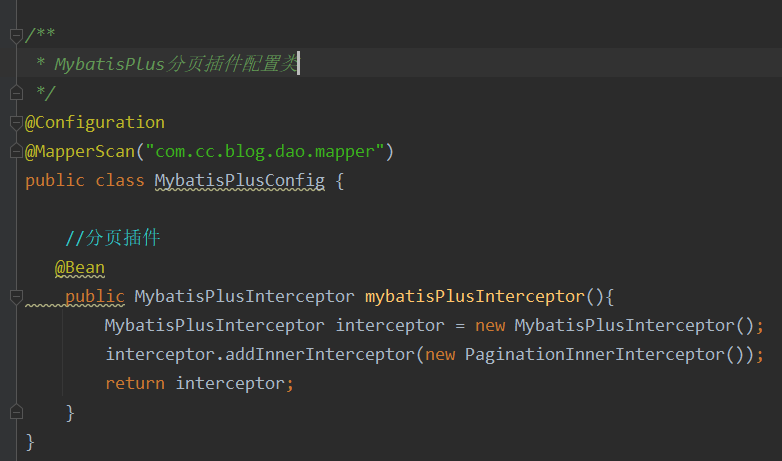 /**
 * MybatisPlus分页插件配置类
 */
@Configuration
@MapperScan("com.cc.blog.dao.mapper")
public class MybatisPlusConfig {
    //分页插件
   @Bean
    public MybatisPlusInterceptor mybatisPlusInterceptor(){
        MybatisPlusInterceptor interceptor = new MybatisPlusInterceptor();
        interceptor.addInnerInterceptor(new PaginationInnerInterceptor());
        return interceptor;
    }
}